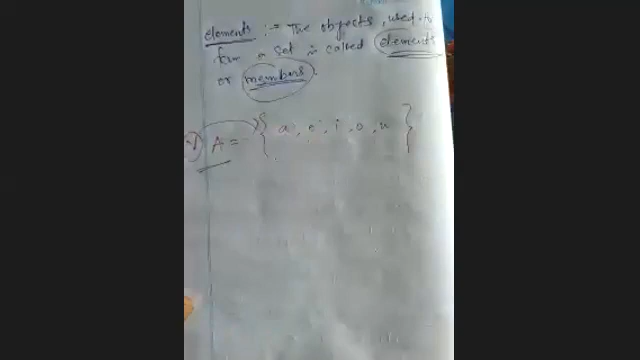 elements :- The objects, used to
form a set is called elements
or members.
A = { a, e, i, o, u }